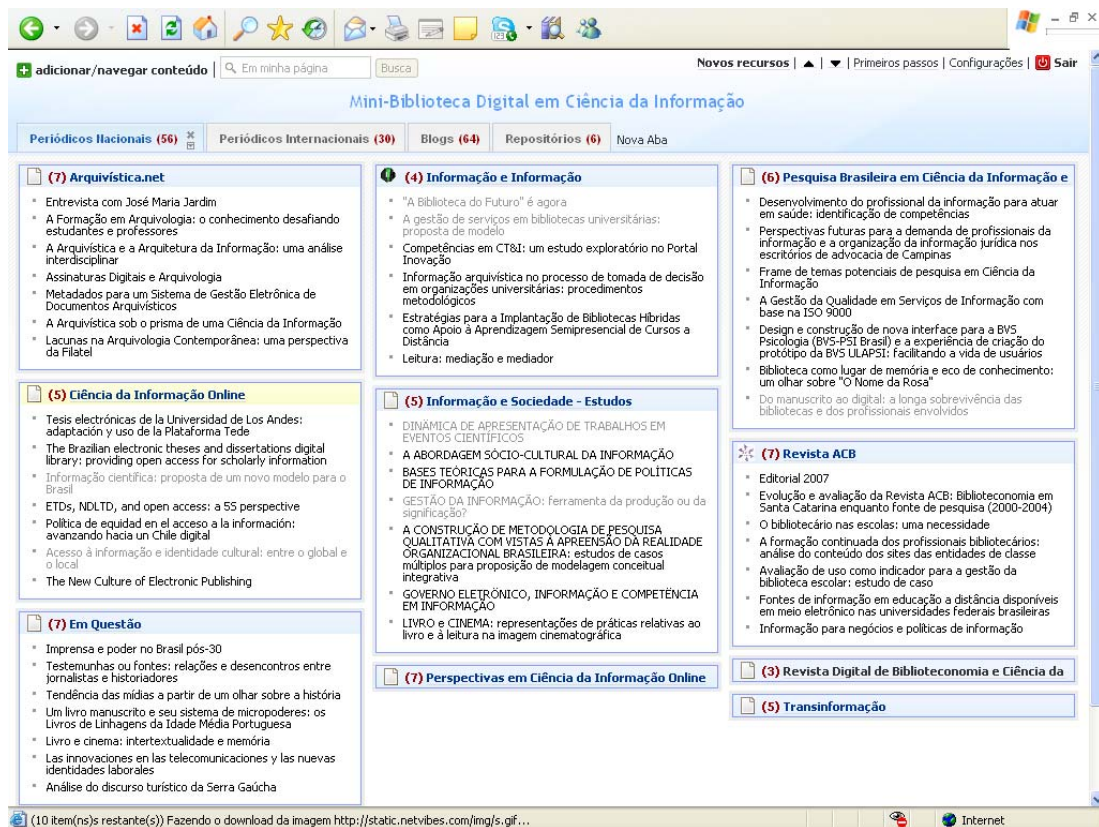 adicionar/navegar conteúdo | Em minha página Busca
Novos recursos | ▲ | ▼ | Primeiros passos | Configurações | Sair
Mini-Biblioteca Digital em Ciência da Informação
Periódicos Nacionais (56) Periódicos Internacionais (30) Blogs (64) Repositórios (6) Nova Aba
(7) Arquivística.net
Entrevista com José Maria Jardim
A Formação em Arquivologia: o conhecimento desafiando
estudantes e professores
A Arquivística e a Arquitetura da Informação: uma análise
interdisciplinar
Assinaturas Digitais e Arquivologia
Metadados para um Sistema de Gestão Eletrônica de
Documentos Arquivísticos
A Arquivística sob o prisma de uma Ciência da Informação
Lacunas na Arquivologia Contemporânea: uma perspectiva
da Filatel
(5) Ciência da Informação Online
Tesis electrónicas de la Universidad de Los Andes:
adaptación y uso de la Plataforma Tede
The Brazilian electronic theses and dissertations digital
library: providing open access for scholarly information
Informação científica: proposta de um novo modelo para o
Brasil
ETDs, NDLTD, and open access: a 5S perspective
Política de equidad en el acceso a la información:
avanzando hacia un Chile digital
Acesso à informação e identidade cultural: entre o global e
o local
The New Culture of Electronic Publishing
(7) Em Questão
Imprensa e poder no Brasil pós-30
Testemunhas ou fontes: relações e desencontros entre
jornalistas e historiadores
Tendência das mídias a partir de um olhar sobre a história
Um livro manuscrito e seu sistema de micropoderes: os
Livros de Linhagens da Idade Média Portuguesa
Livro e cinema: intertextualidade e memória
Las innovaciones en las telecomunicaciones y las nuevas
identidades laborales
Análise do discurso turístico da Serra Gaúcha
(4) Informação e Informação
"A Biblioteca do Futuro" é agora
A gestão de serviços em bibliotecas universitárias:
proposta de modelo
Competências em CT&I: um estudo exploratório no Portal
Inovação
Informação arquivística no processo de tomada de decisão
em organizações universitárias: procedimentos
metodológicos
Estratégias para a Implantação de Bibliotecas Híbridas
como Apoio à Aprendizagem Semipresencial de Cursos a
Distância
Leitura: mediação e mediador
(5) Informação e Sociedade - Estudos
DINÂMICA DE APRESENTAÇÃO DE TRABALHOS EM
EVENTOS CIENTÍFICOS
A ABORDAGEM SÓCIO-CULTURAL DA INFORMAÇÃO
BASES TEÓRICAS PARA A FORMULAÇÃO DE POLÍTICAS
DE INFORMAÇÃO
GESTÃO DA INFORMAÇÃO: ferramenta da produção ou da
significação?
A CONSTRUÇÃO DE METODOLOGIA DE PESQUISA
QUALITATIVA COM VISTAS À APREENSÃO DA REALIDADE
ORGANIZACIONAL BRASILEIRA: estudos de casos
múltiplos para proposição de modelagem conceitual
integrativa
GOVERNO ELETRÔNICO, INFORMAÇÃO E COMPETÊNCIA
EM INFORMAÇÃO
LIVRO e CINEMA: representações de práticas relativas ao
livro e à leitura na imagem cinematográfica
(7) Perspectivas em Ciência da Informação Online
(6) Pesquisa Brasileira em Ciência da Informação e
Desenvolvimento do profissional da informação para atuar
em saúde: identificação de competências
Perspectivas futuras para a demanda de profissionais da
informação e a organização da informação jurídica nos
escritórios de advocacia de Campinas
Frame de temas potenciais de pesquisa em Ciência da
Informação
A Gestão da Qualidade em Serviços de Informação com
base na ISO 9000
Design e construção de nova interface para a BVS
Psicologia (BVS-PSI Brasil) e a experiência de criação do
protótipo da BVS ULAPSI: facilitando a vida de usuários
Biblioteca como lugar de memória e eco de conhecimento:
um olhar sobre "O Nome da Rosa"
Do manuscrito ao digital: a longa sobrevivência das
bibliotecas e dos profissionais envolvidos
(7) Revista ACB
Editorial 2007
Evolução e avaliação da Revista ACB: Biblioteconomia em
Santa Catarina enquanto fonte de pesquisa (2000-2004)
O bibliotecário nas escolas: uma necessidade
A formação continuada dos profissionais bibliotecários:
análise do conteúdo dos sites das entidades de classe
Avaliação de uso como indicador para a gestão da
biblioteca escolar: estudo de caso
Fontes de informação em educação a distância disponíveis
em meio eletrônico nas universidades federais brasileiras
Informação para negócios e políticas de informação
(3) Revista Digital de Biblioteconomia e Ciência da
(5) Transinformação
(10 item(ns)s restante(s)) Fazendo o download da imagem http://static.netvibes.com/img/s.gif...
Internet